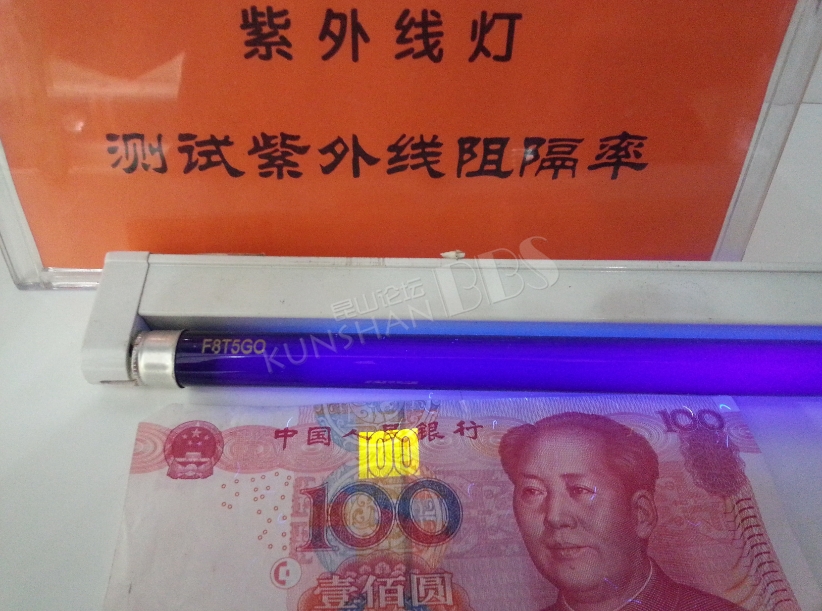 紫外线灯
测试紫外线阻隔率
昆山论坛
KUNSHAN BBS
F8T5GO
中国人民银行
100
100
100
壹佰圆